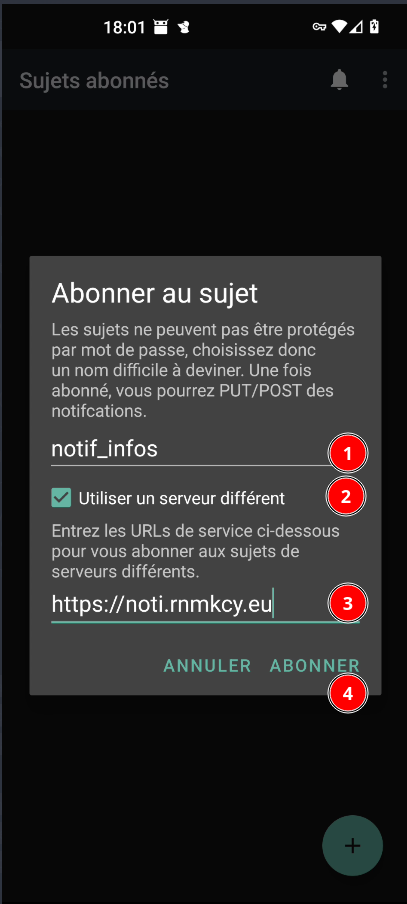 18:01
Sujets abonnés
Abonner au sujet
Les sujets ne peuvent pas être protégés
par mot de passe, choisissez donc
un nom difficile à deviner. Une fois
abonné, vous pourrez PUT/POST des
notifcations.
notif_infos
1
Utiliser un serveur différent
2
Entrez les URLs de service ci-dessous
pour vous abonner aux sujets de
serveurs différents.
https://noti.rnmkcy.eu
3
ANNULER ABONNER
4
+